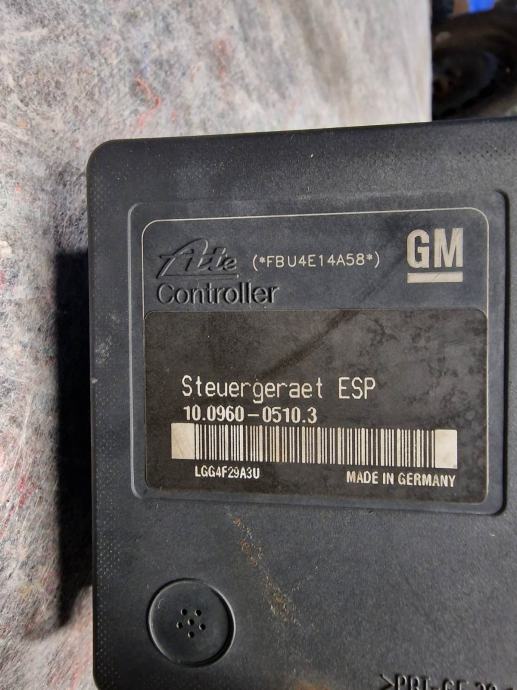 Ate (*FBU4E14A58*) GM
Controller
Steuergeraet ESP
10.0960-0510.3
LGG4F29A3U MADE IN GERMANY